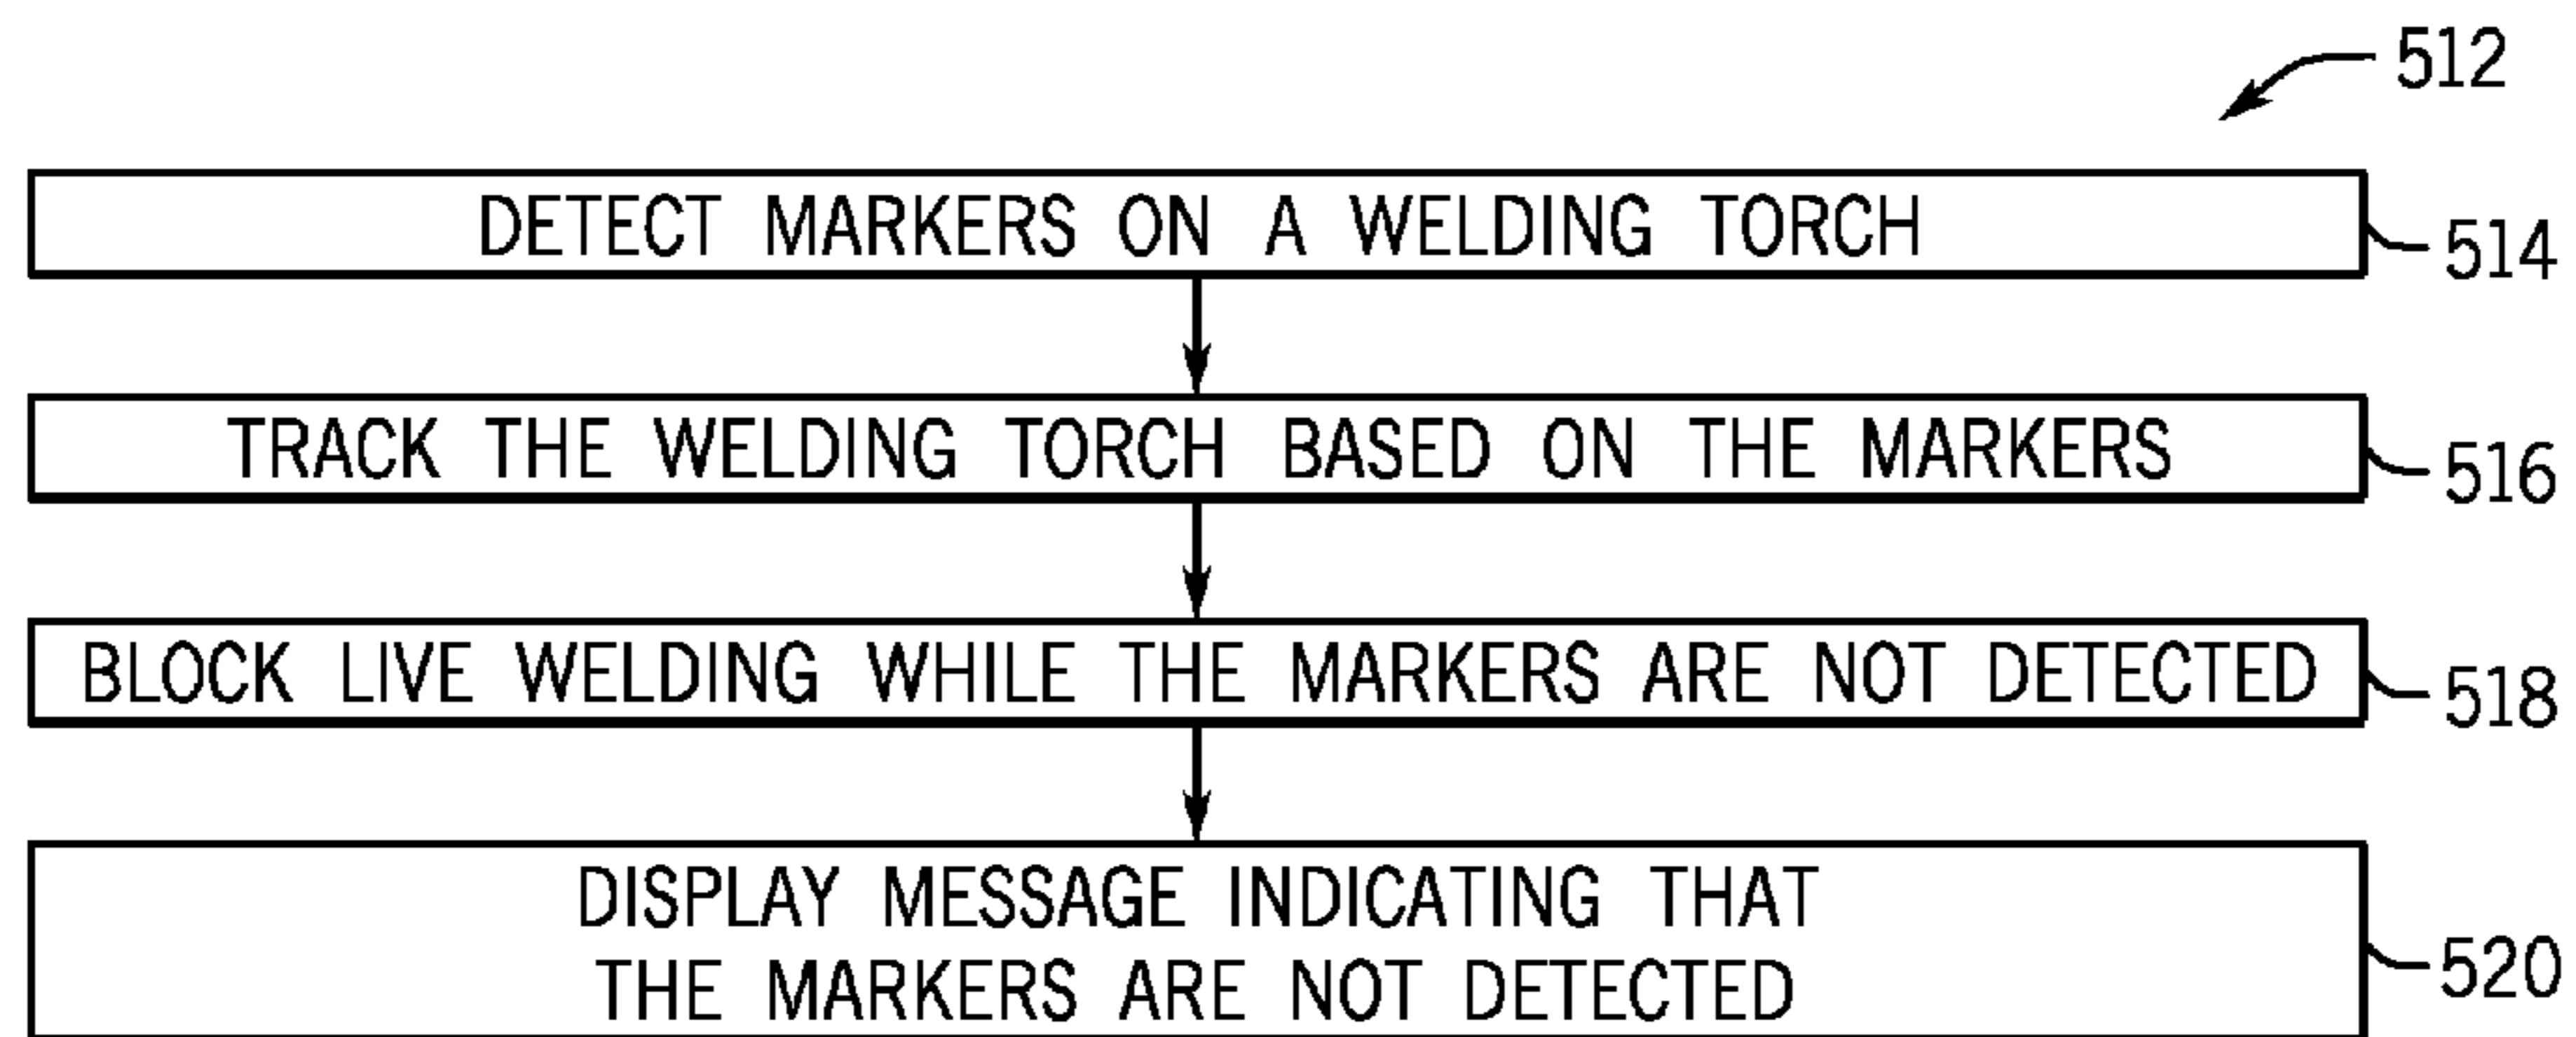 512
DETECT MARKERS ON A WELDING TORCH
514
TRACK THE WELDING TORCH BASED ON THE MARKERS
516
BLOCK LIVE WELDING WHILE THE MARKERS ARE NOT DETECTED
518
DISPLAY MESSAGE INDICATING THAT
THE MARKERS ARE NOT DETECTED
520